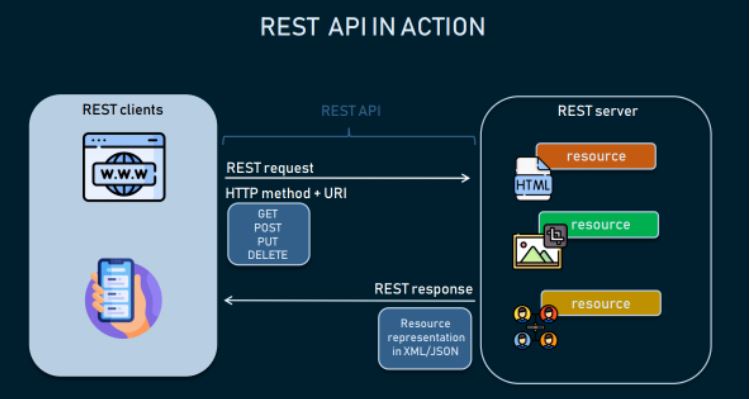 REST API IN ACTION
REST clients
W.W.W
REST API
REST request
HTTP method + URI
GET
POST
PUT
DELETE
REST response
Resource
representation
in XML/JSON
REST server
resource
HTML
resource
resource